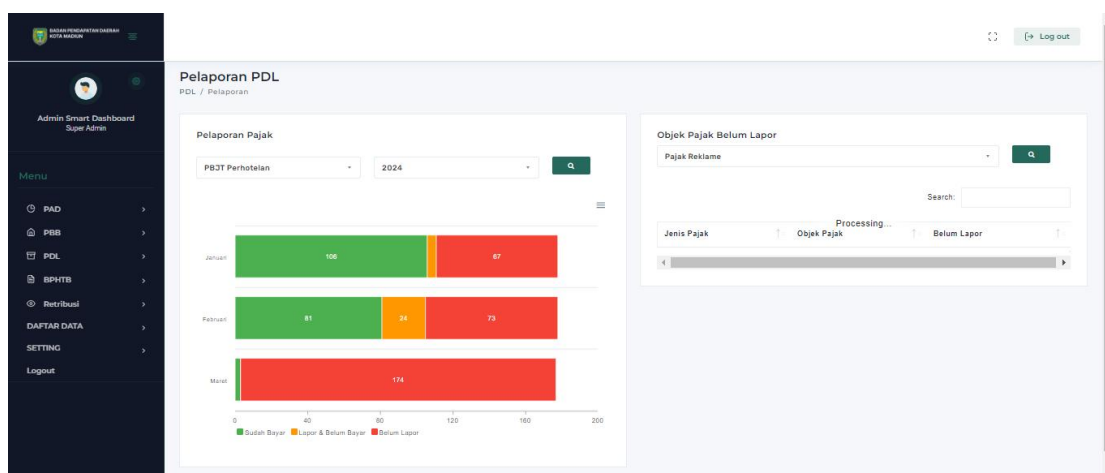 BADAN PENDAPATAN DAERAH
KOTA MADIUN
Log out
Admin Smart Dashboard
Super Admin
Menu
PAD
PBB
PDL
BPHTB
Retribusi
DAFTAR DATA
SETTING
Logout
Pelaporan PDL
PDL / Pelaporan
Pelaporan Pajak
PBJT Perhotelan
2024
Januari
106
67
Februari
81
24
73
Maret
174
0 40 80 120 160 200
Sudah Bayar Lapor & Belum Bayar Belum Lapor
Objek Pajak Belum Lapor
Pajak Reklame
Search:
Processing...
Jenis Pajak Objek Pajak Belum Lapor